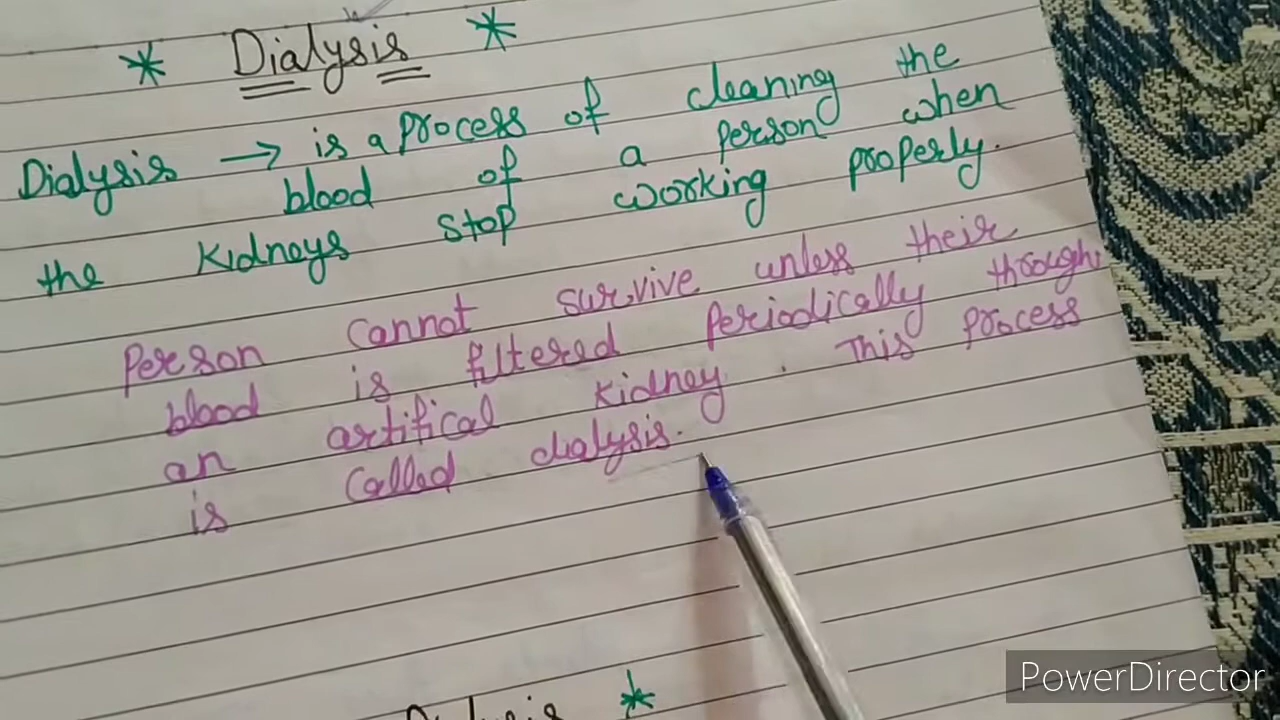 * Dialysis *
Dialysis → is a process of cleaning the
blood of a person when
the kidneys stop working properly.
Person cannot survive unless their
blood is filtered periodically through
an artifical kidney. This process
is called dialysis.
Dialysis *
PowerDirector